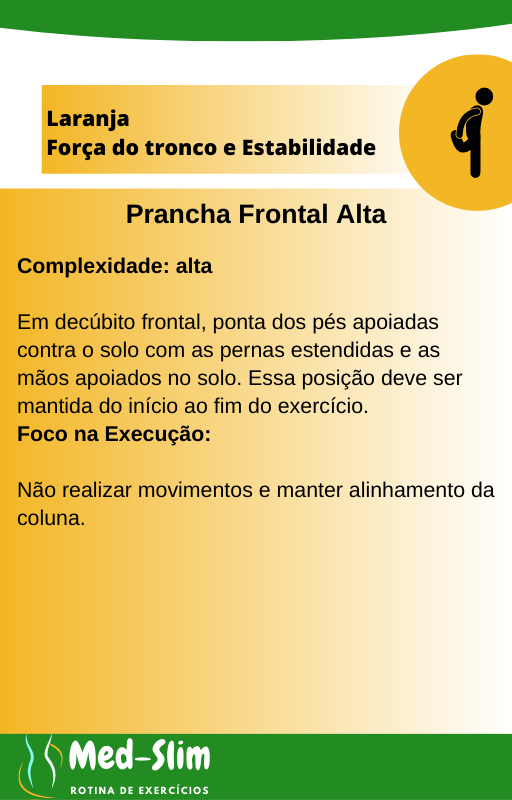 Laranja
Força do tronco e Estabilidade
Prancha Frontal Alta
Complexidade: alta
Em decúbito frontal, ponta dos pés apoiadas
contra o solo com as pernas estendidas e as
mãos apoiados no solo. Essa posição deve ser
mantida do início ao fim do exercício.
Foco na Execução:
Não realizar movimentos e manter alinhamento da
coluna.
Med-Slim
ROTINA DE EXERCÍCIOS